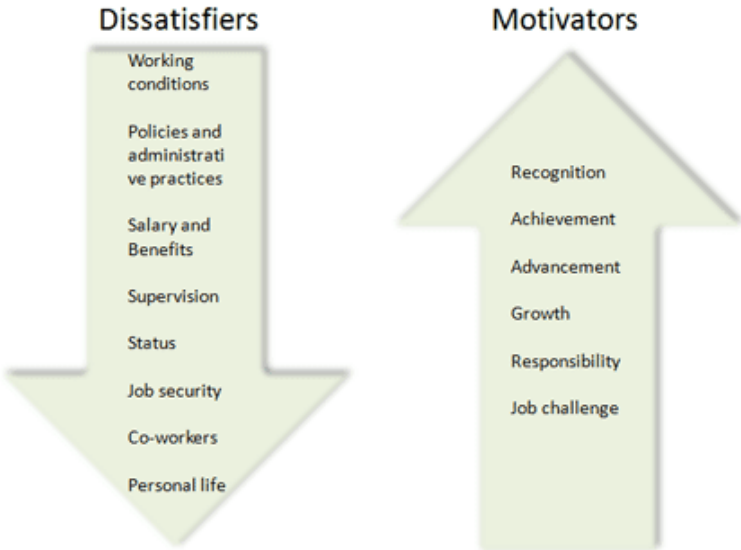 Dissatisfiers
Working
conditions
Policies and
administrati
ve practices
Salary and
Benefits
Supervision
Status
Job security
Co-workers
Personal life
Motivators
Recognition
Achievement
Advancement
Growth
Responsibility
Job challenge